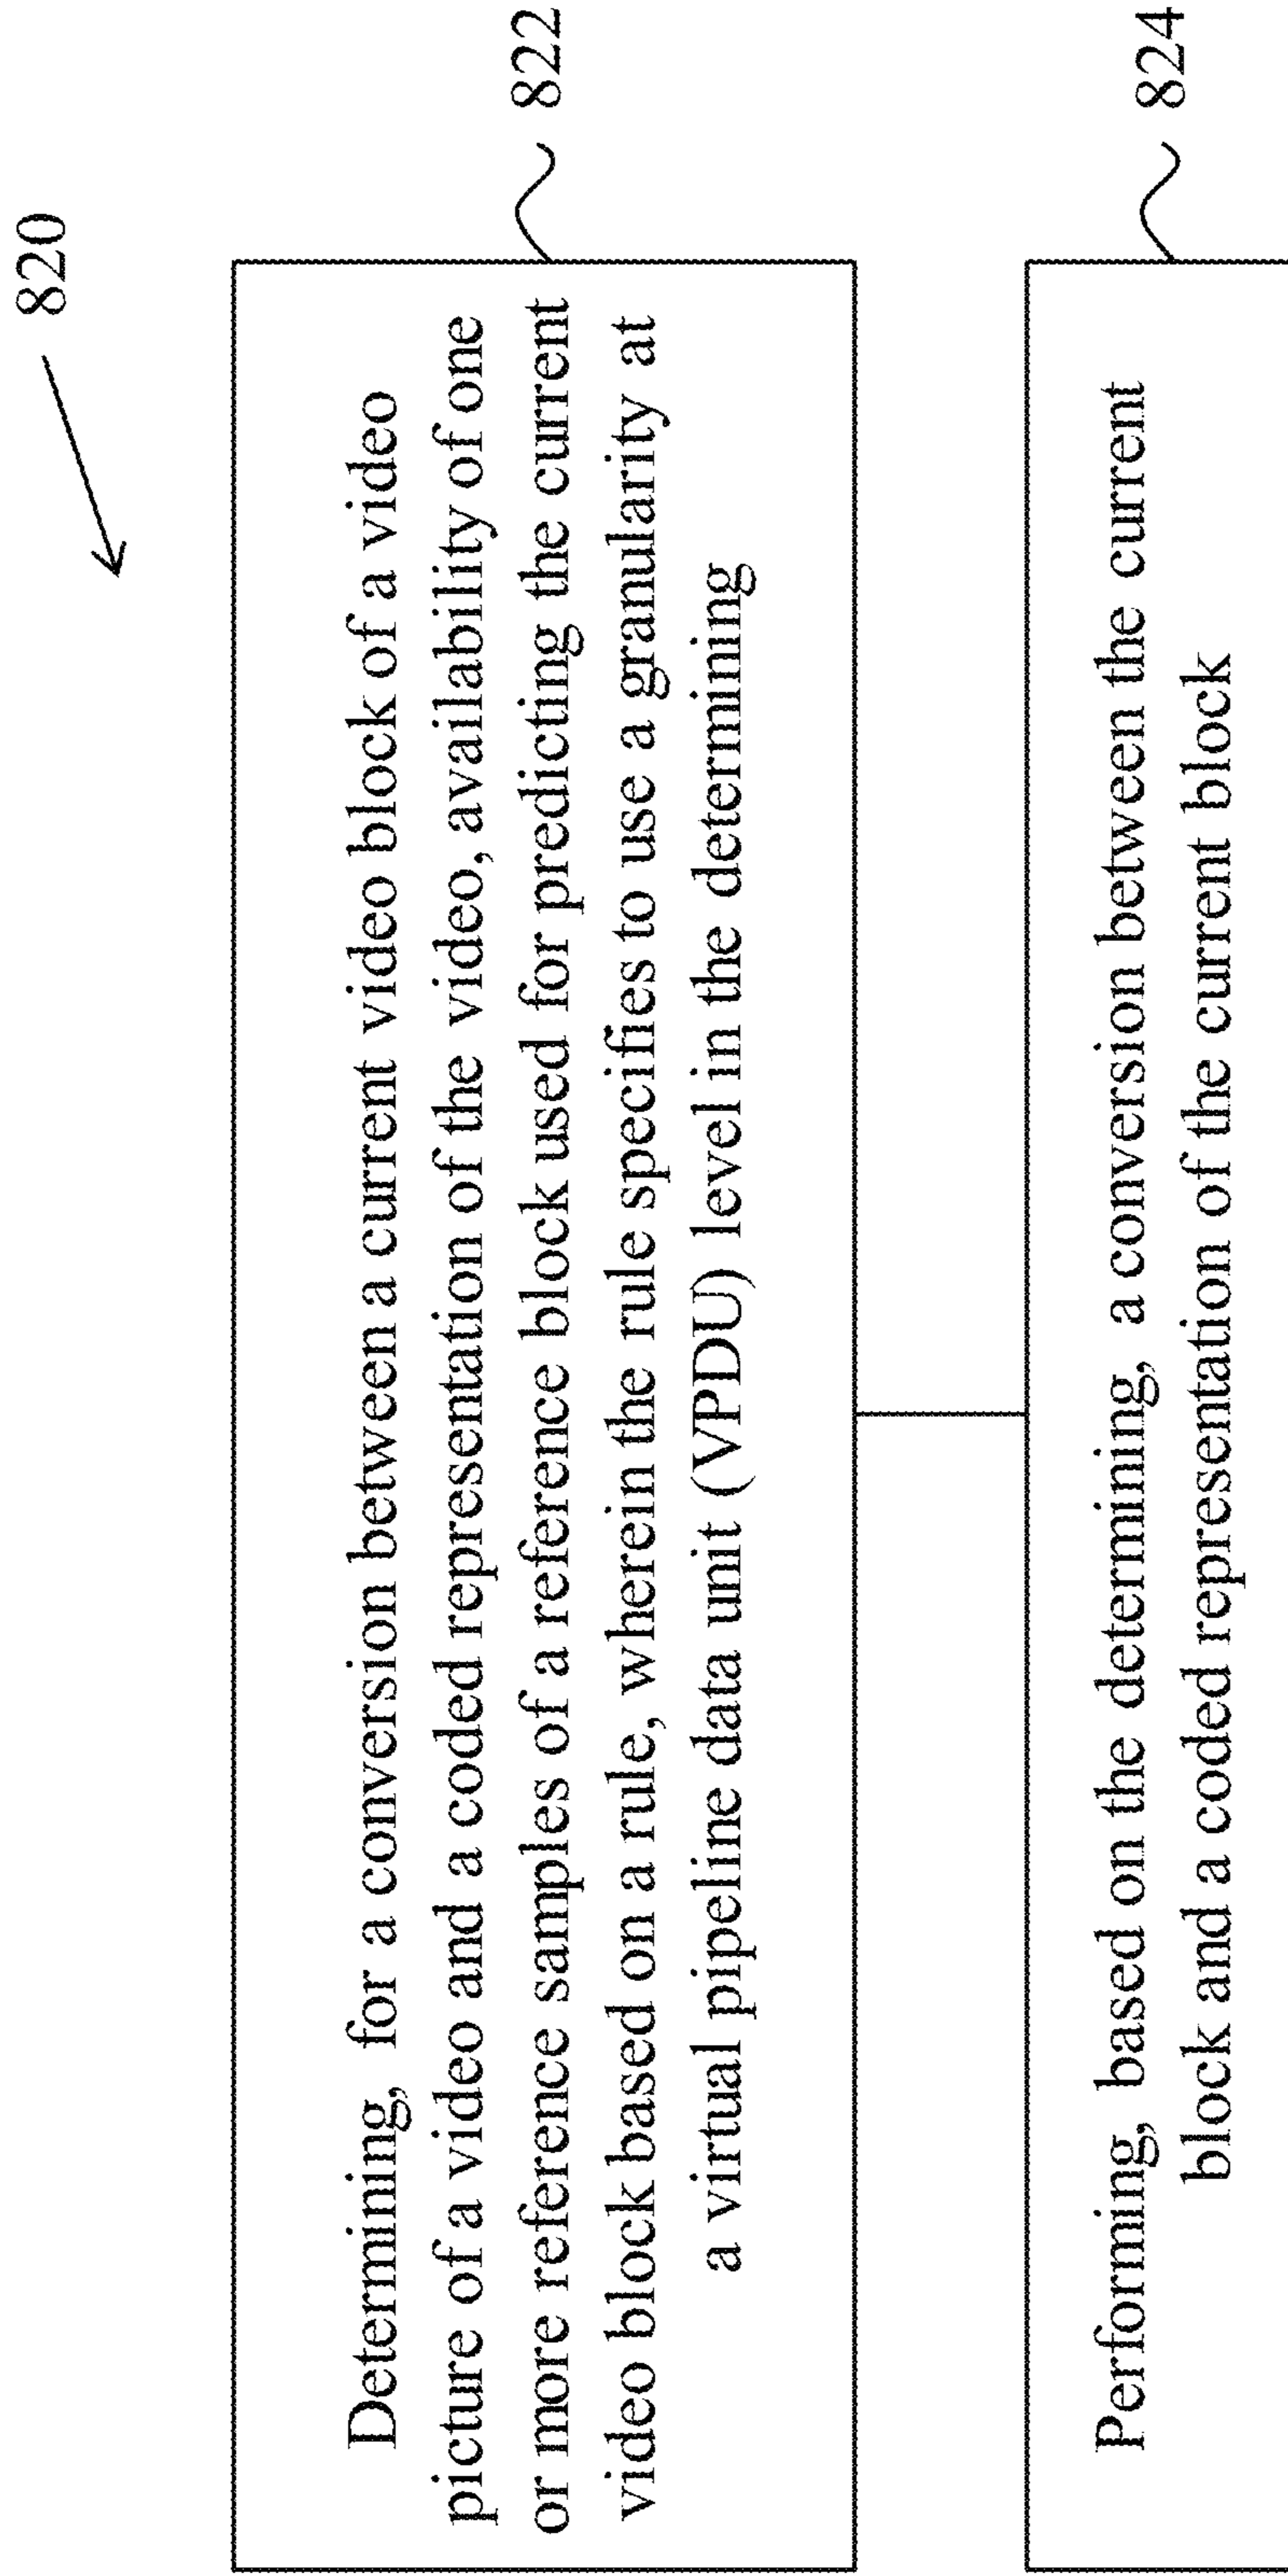 820
Determining, for a conversion between a current video block of a video
picture of a video and a coded representation of the video, availability of one
or more reference samples of a reference block used for predicting the current
video block based on a rule, wherein the rule specifies to use a granularity at
a virtual pipeline data unit (VPDU) level in the determining
822
Performing, based on the determining, a conversion between the current
block and a coded representation of the current block
824